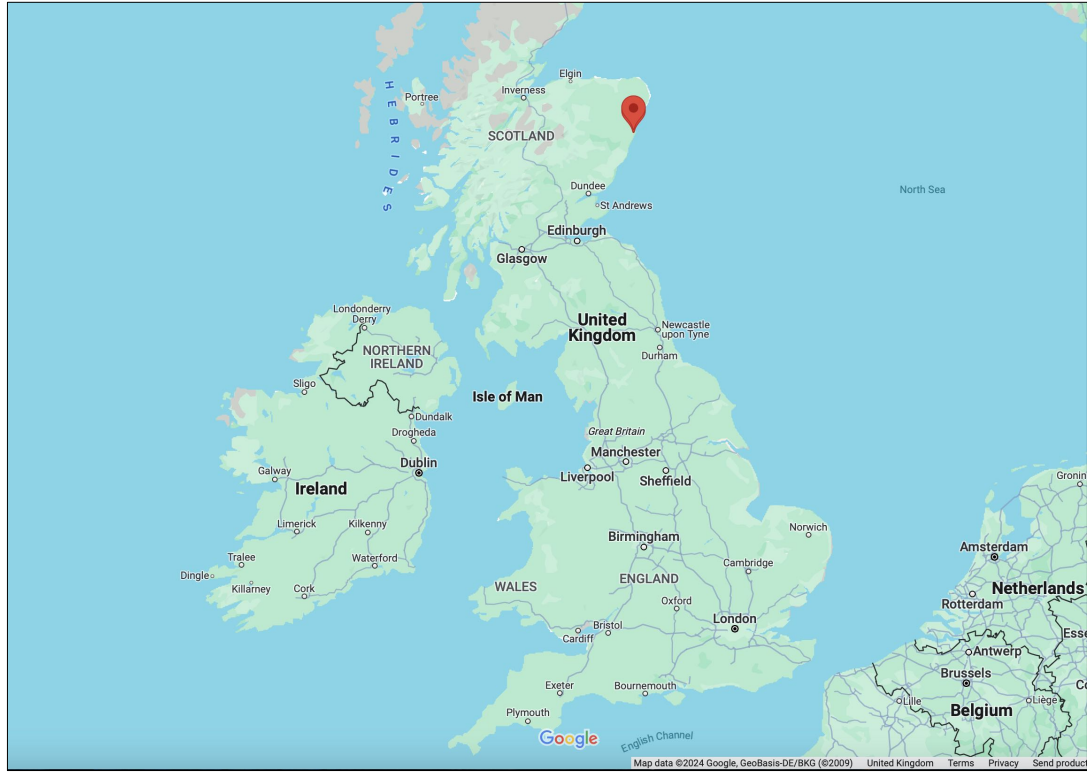 Elgin
Inverness
Portree
HEBRIDES
SCOTLAND
North Sea
Dundee
St Andrews
Edinburgh
Glasgow
Londonderry
Derry
United
Kingdom
Newcastle
upon Tyne
NORTHERN
IRELAND
Durham
Sligo
Isle of Man
Dundalk
Great Britain
Drogheda
Manchester
Dublin
Galway
Liverpool
Sheffield
Gronin
Ireland
Limerick
Kilkenny
Norwich
Birmingham
Amsterdam
Tralee
Waterford
Cambridge
Dingle
Killarney
Cork
WALES
ENGLAND
Netherlands
Oxford
Rotterdam
London
Bristol
Cardiff
Esse
Antwerp
Brussels
Exeter
Bournemouth
Lille
Liège
Co
Belgium
Plymouth
Google
English Channel
Map data ©2024 Google, GeoBasis-DE/BKG (©2009) United Kingdom Terms Privacy Send product